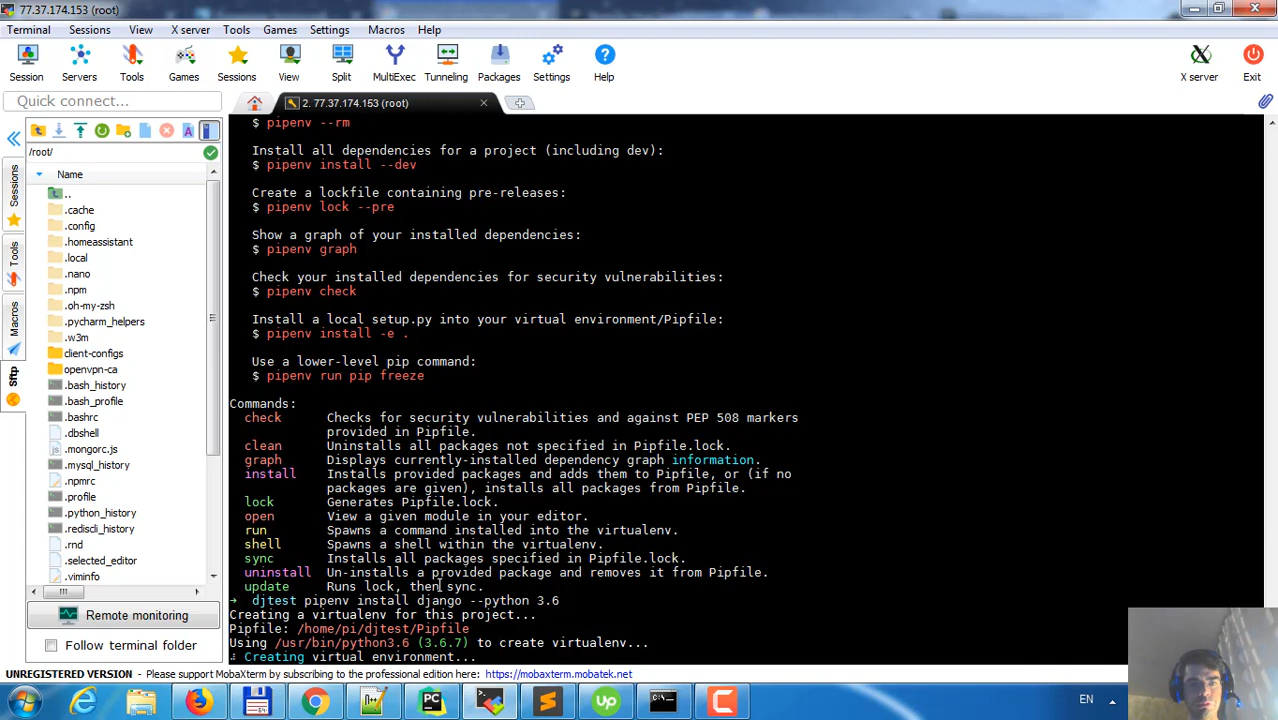 77.37.174.153 (root)
Terminal Sessions View X server Tools Games Settings Macros Help
Session Servers Tools Games Sessions View Split MultiExec Tunneling Packages Settings Help X server Exit
Quick connect...
2. 77.37.174.153 (root)
/root/
Name
..
.cache
.config
.homeassistant
.local
.nano
.npm
.oh-my-zsh
.pycharm_helpers
.w3m
client-configs
openvpn-ca
.bash_history
.bash_profile
.bashrc
.dbshell
.mongorc.js
.mysql_history
.npmrc
.profile
.python_history
.rediscli_history
.rnd
.selected_editor
.viminfo
Sessions
Tools
Macros
Sftp
Remote monitoring
Follow terminal folder
$ pipenv --rm
Install all dependencies for a project (including dev):
$ pipenv install --dev
Create a lockfile containing pre-releases:
$ pipenv lock --pre
Show a graph of your installed dependencies:
$ pipenv graph
Check your installed dependencies for security vulnerabilities:
$ pipenv check
Install a local setup.py into your virtual environment/Pipfile:
$ pipenv install -e .
Use a lower-level pip command:
$ pipenv run pip freeze
Commands:
check Checks for security vulnerabilities and against PEP 508 markers
provided in Pipfile.
clean Uninstalls all packages not specified in Pipfile.lock.
graph Displays currently-installed dependency graph information.
install Installs provided packages and adds them to Pipfile, or (if no
packages are given), installs all packages from Pipfile.
lock Generates Pipfile.lock.
open View a given module in your editor.
run Spawns a command installed into the virtualenv.
shell Spawns a shell within the virtualenv.
sync Installs all packages specified in Pipfile.lock.
uninstall Un-installs a provided package and removes it from Pipfile.
update Runs lock, then sync.
→ djtest pipenv install django --python 3.6
Creating a virtualenv for this project...
Pipfile: /home/pi/djtest/Pipfile
Using /usr/bin/python3.6 (3.6.7) to create virtualenv...
Creating virtual environment...
UNREGISTERED VERSION - Please support MobaXterm by subscribing to the professional edition here: https://mobaxterm.mobatek.net
EN